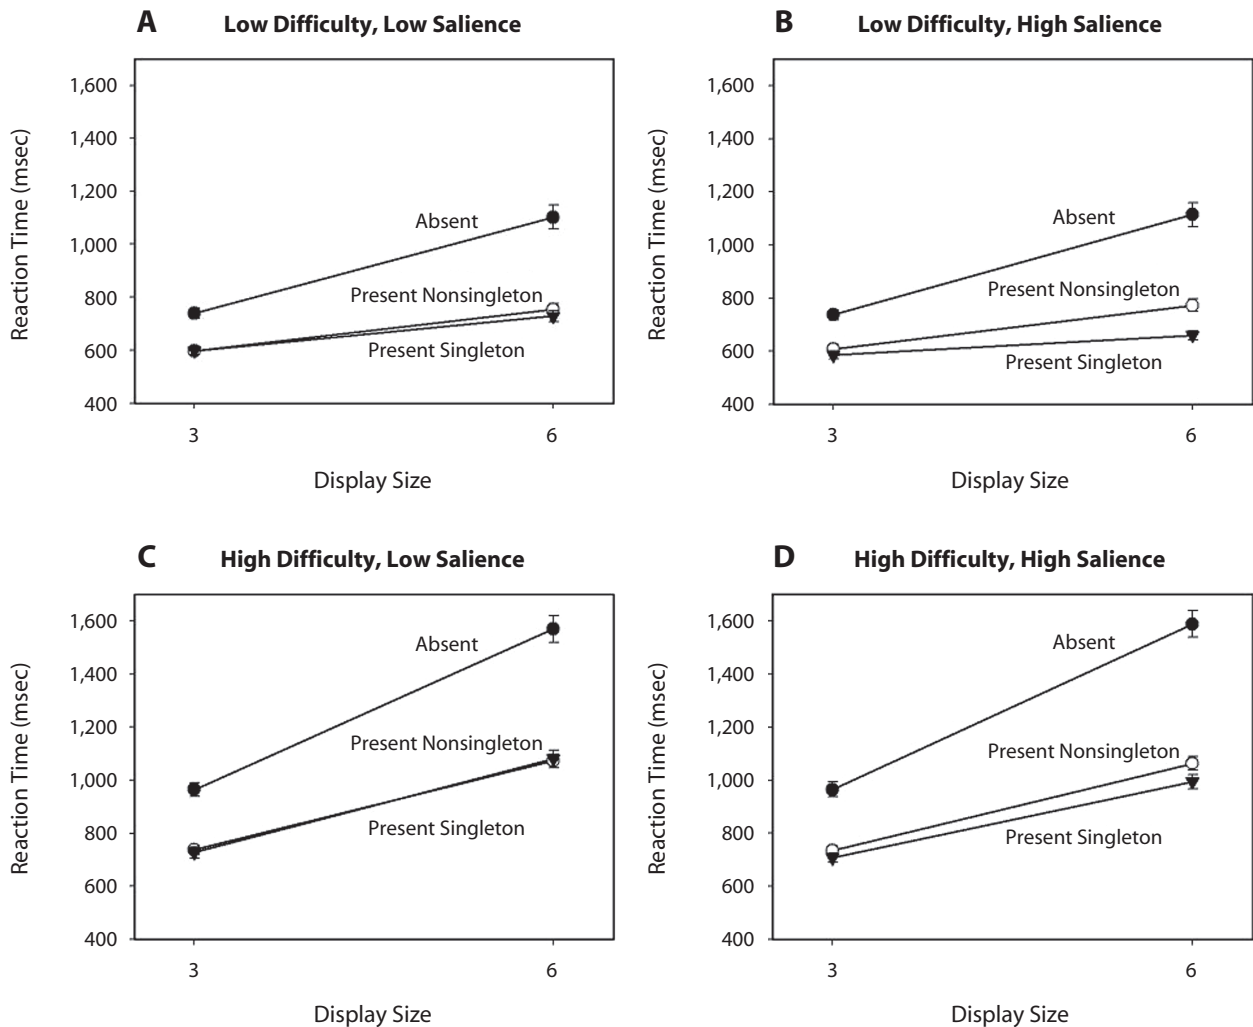 A Low Difficulty, Low Salience
Reaction Time (msec)
1,600
1,400
1,200
1,000
800
600
400
Absent
Present Nonsingleton
Present Singleton
3 6
Display Size
B Low Difficulty, High Salience
Reaction Time (msec)
1,600
1,400
1,200
1,000
800
600
400
Absent
Present Nonsingleton
Present Singleton
3 6
Display Size
C High Difficulty, Low Salience
Reaction Time (msec)
1,600
1,400
1,200
1,000
800
600
400
Absent
Present Nonsingleton
Present Singleton
3 6
Display Size
D High Difficulty, High Salience
Reaction Time (msec)
1,600
1,400
1,200
1,000
800
600
400
Absent
Present Nonsingleton
Present Singleton
3 6
Display Size